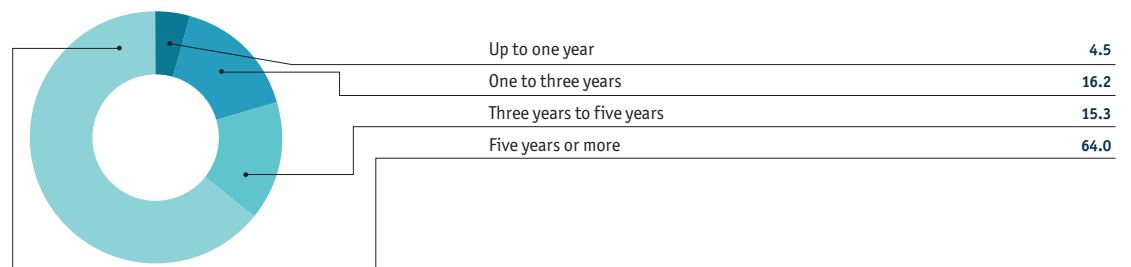 Up to one year 4.5
One to three years 16.2
Three years to five years 15.3
Five years or more 64.0